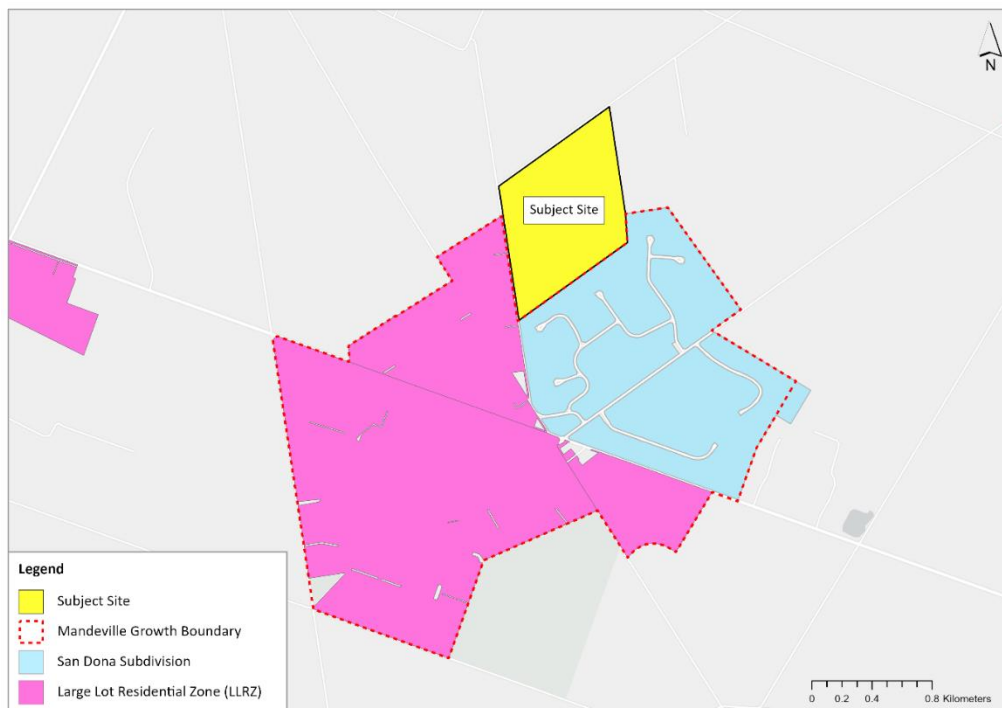 N
Subject Site
Legend
Subject Site
Mandeville Growth Boundary
San Dona Subdivision
Large Lot Residential Zone (LLRZ)
0 0.2 0.4 0.8 Kilometers